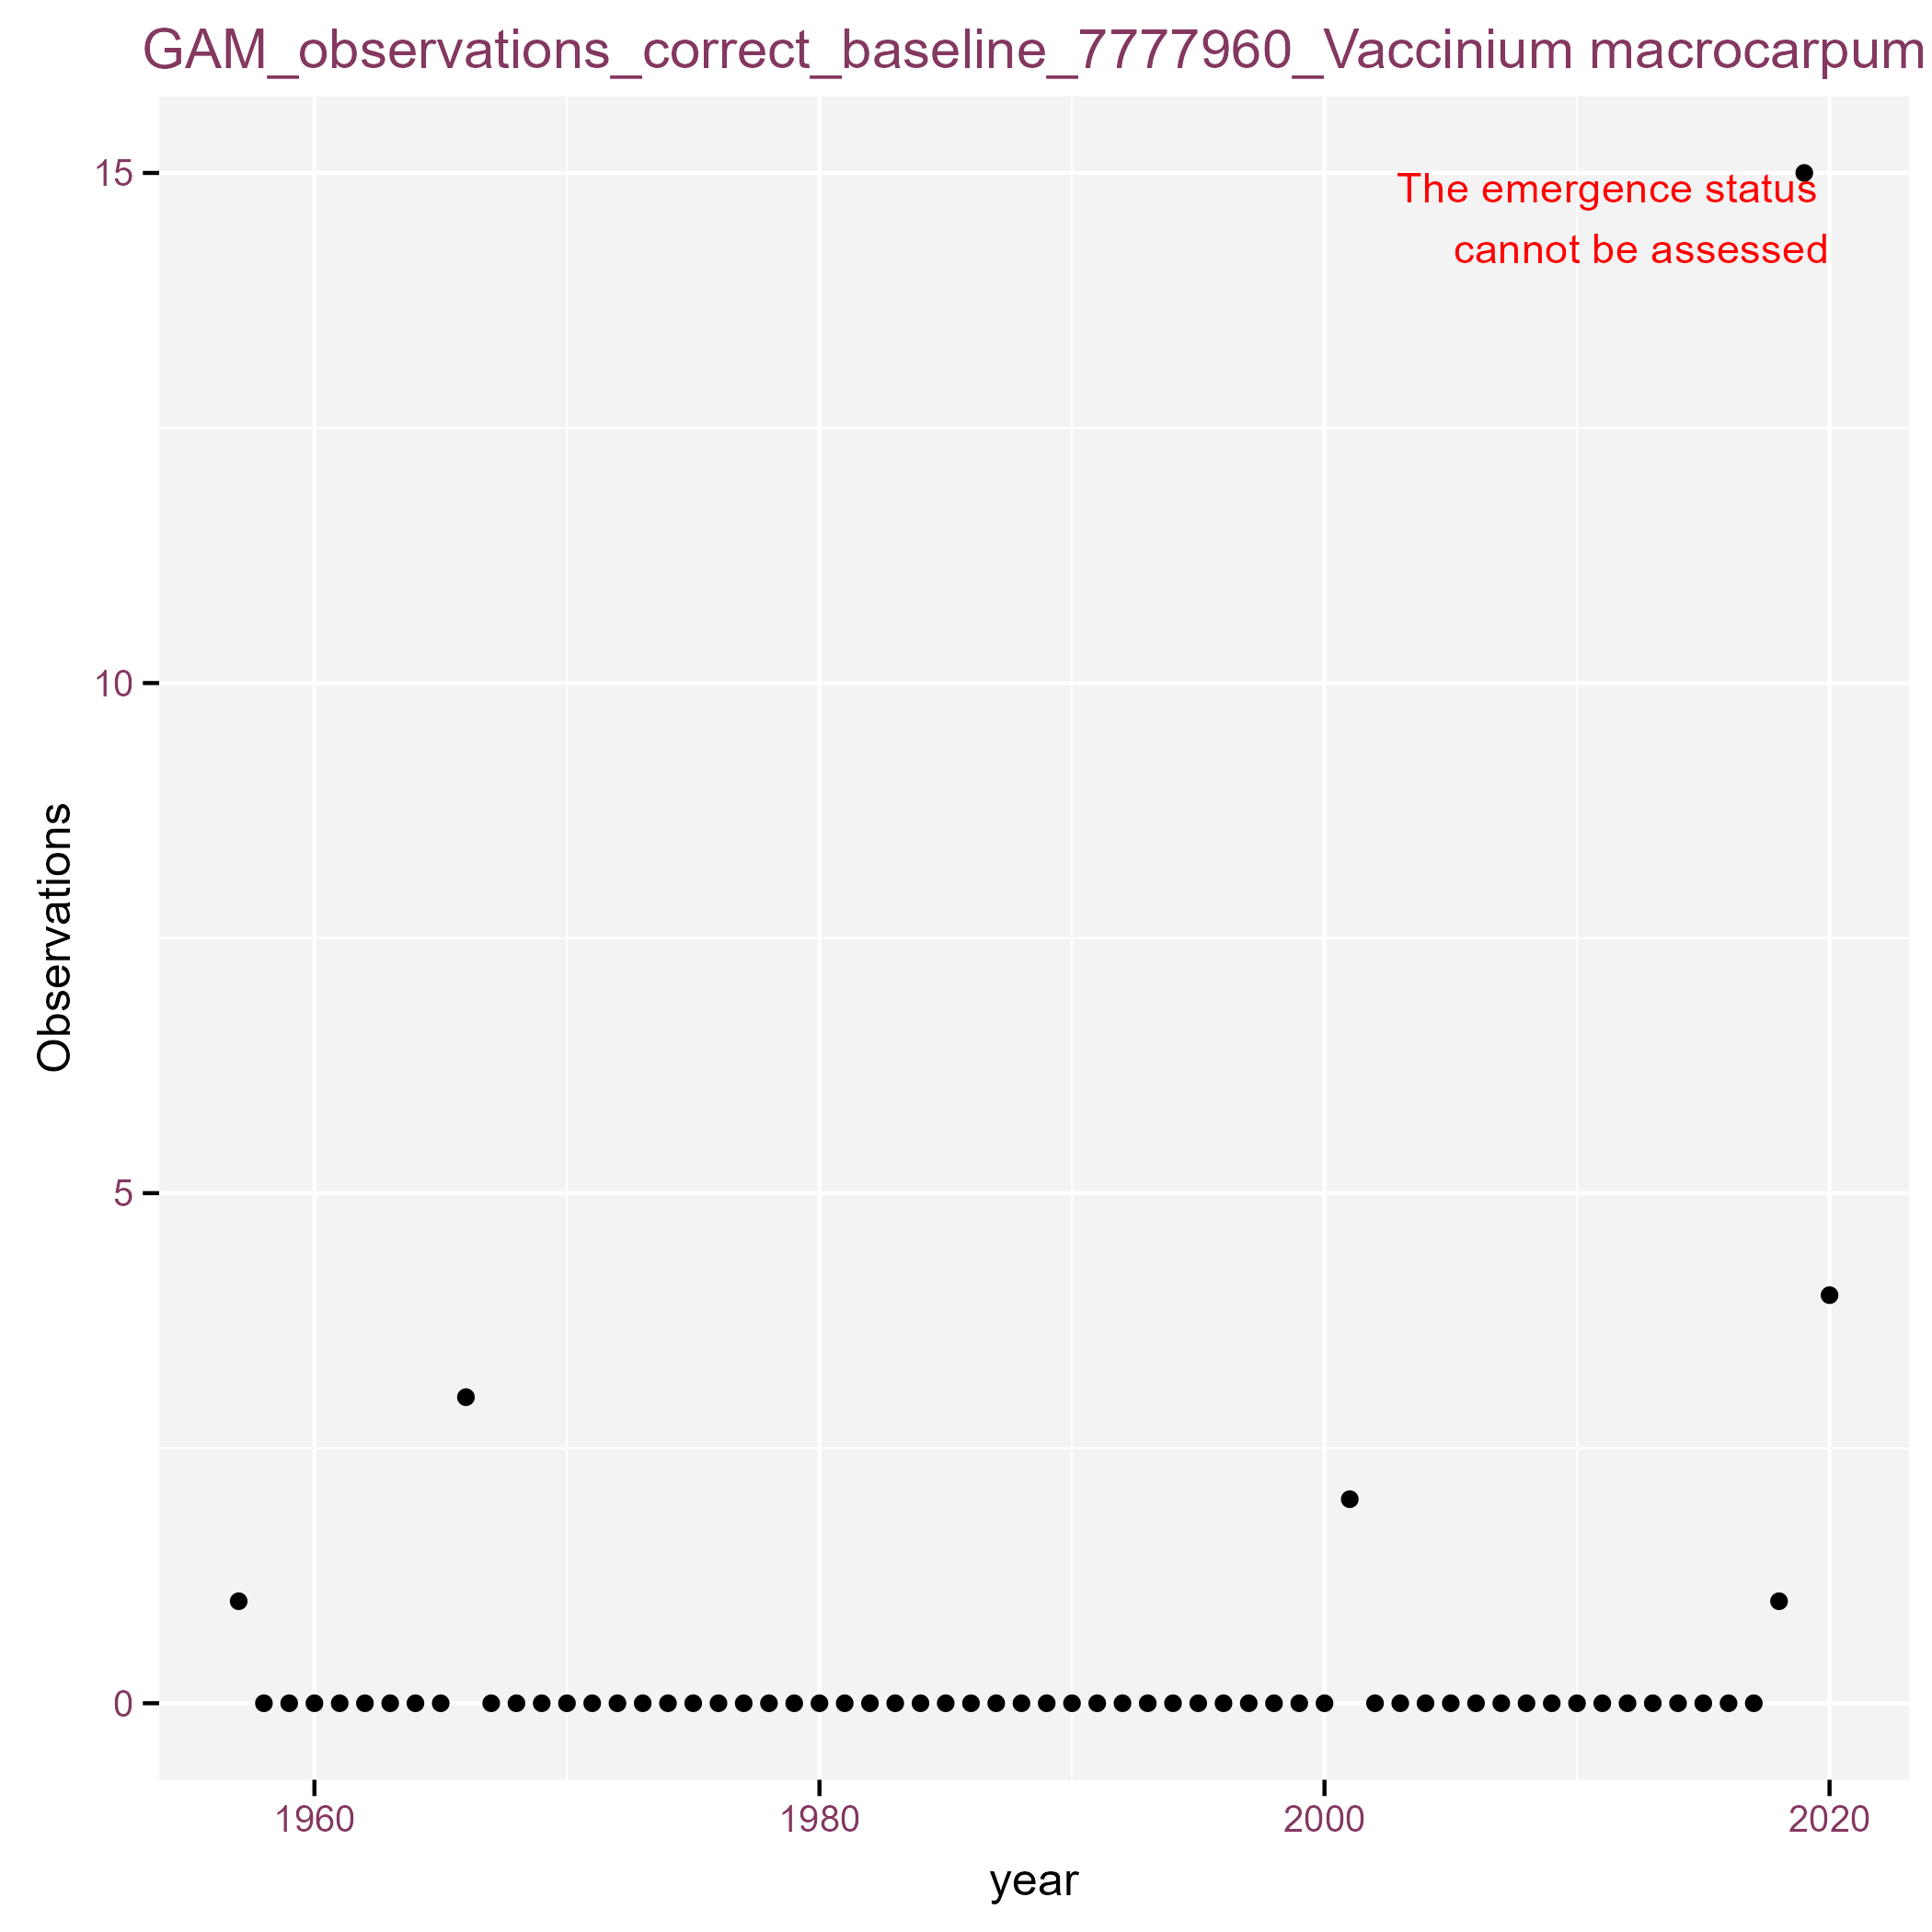 GAM_observations_correct_baseline_7777960_Vaccinium macrocarpum
15
The emergence status
cannot be assessed
10
5
0
Observations
1960 1980 2000 2020
year